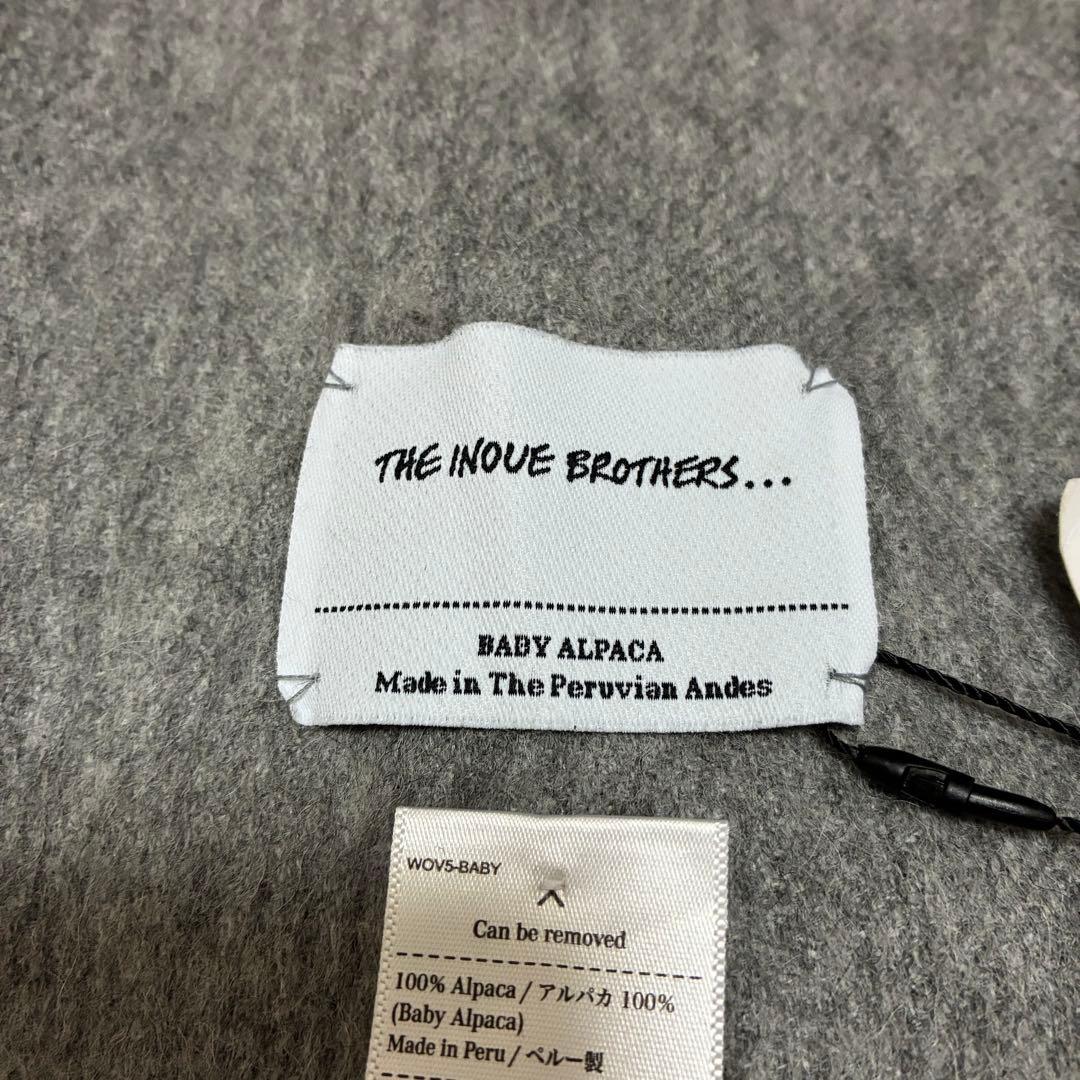 THE INOUE BROTHERS...
BABY ALPACA
Made in The Peruvian Andes
WOV5-BABY
Can be removed
100% Alpaca / アルパカ 100%
(Baby Alpaca)
Made in Peru / ペルー製